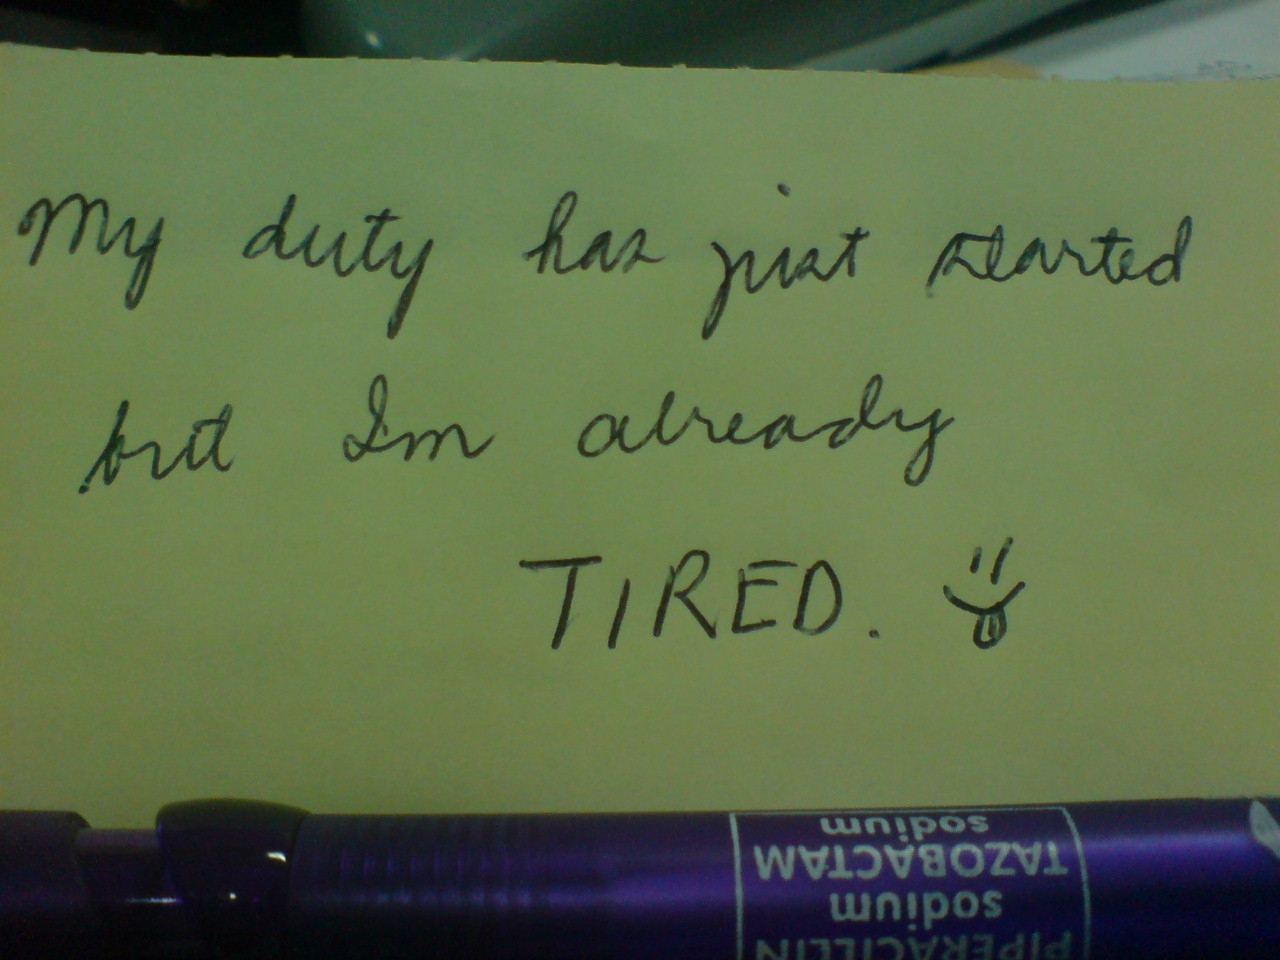 My duty has just started
but Im already
TIRED.
PIPERACILLIN
sodium
TAZOBACTAM
sodium